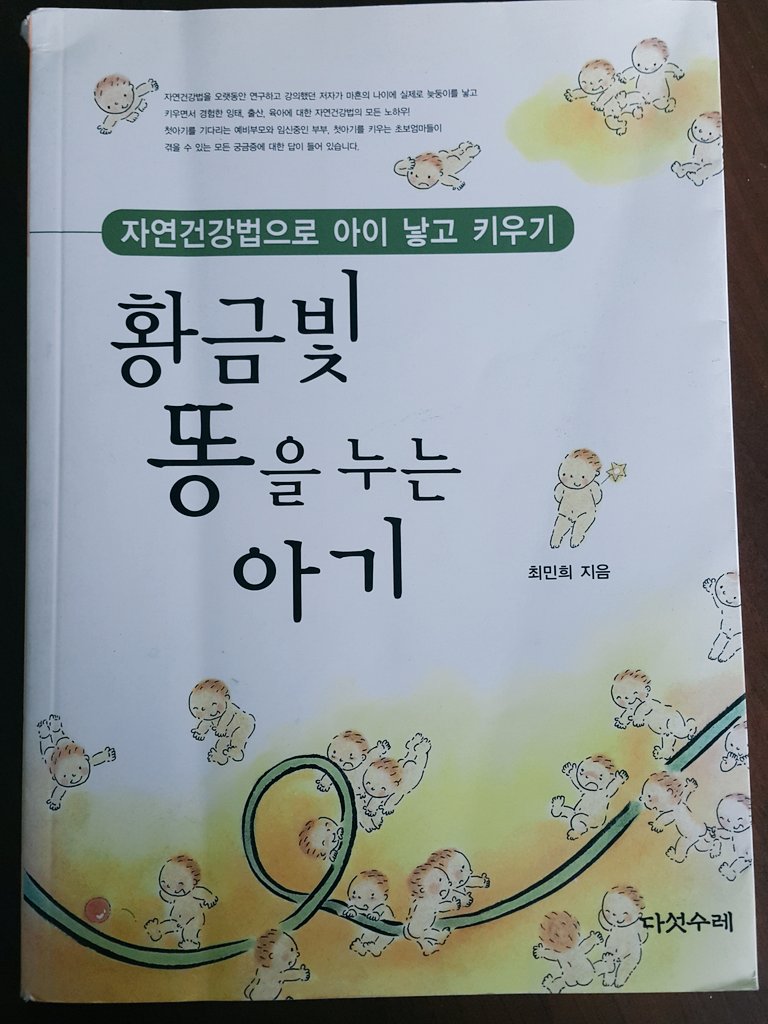 자연건강법을 오랫동안 연구하고 강의했던 저자가 마흔의 나이에 실제로 늦둥이를 낳고
키우면서 경험한 임태, 출산, 육아에 대한 자연건강법의 모든 노하우!
첫아기를 기다리는 예비부모와 임신중인 부부, 첫아기를 키우는 초보엄마들이
겪을 수 있는 모든 궁금증에 대한 답이 들어 있습니다.
자연건강법으로 아이 낳고 키우기
황금빛
똥을 누는
아기
최민희 지음
다섯수레